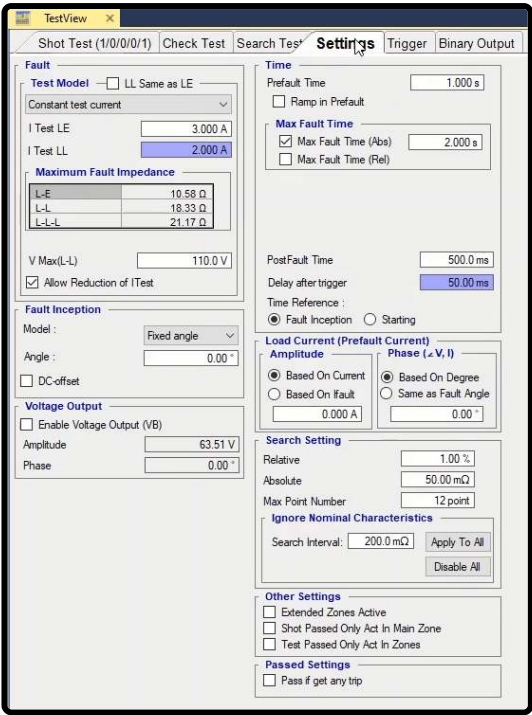 TestView
Shot Test (1/0/0/0/1) Check Test Search Test Settings Trigger Binary Output
Fault
Test Model LL Same as LE
Constant test current
I Test LE 3.000 A
I Test LL 2.000 A
Maximum Fault Impedance
L-E 10.58 Ω
L-L 18.33 Ω
L-L-L 21.17 Ω
V Max(L-L) 110.0 V
Allow Reduction of ITest
Fault Inception
Model : Fixed angle
Angle : 0.00 °
DC-offset
Voltage Output
Enable Voltage Output (VB)
Amplitude 63.51 V
Phase 0.00 °
Time
Prefault Time 1.000 s
Ramp in Prefault
Max Fault Time
Max Fault Time (Abs) 2.000 s
Max Fault Time (Rel)
PostFault Time 500.0 ms
Delay after trigger 50.00 ms
Time Reference :
Fault Inception Starting
Load Current (Prefault Current)
Amplitude Phase (∠V, I)
Based On Current Based On Degree
Based On Ifault Same as Fault Angle
0.000 A 0.00 °
Search Setting
Relative 1.00 %
Absolute 50.00 mΩ
Max Point Number 12 point
Ignore Nominal Characteristics
Search Interval: 200.0 mΩ Apply To All
Disable All
Other Settings
Extended Zones Active
Shot Passed Only Act In Main Zone
Test Passed Only Act In Zones
Passed Settings
Pass if get any trip